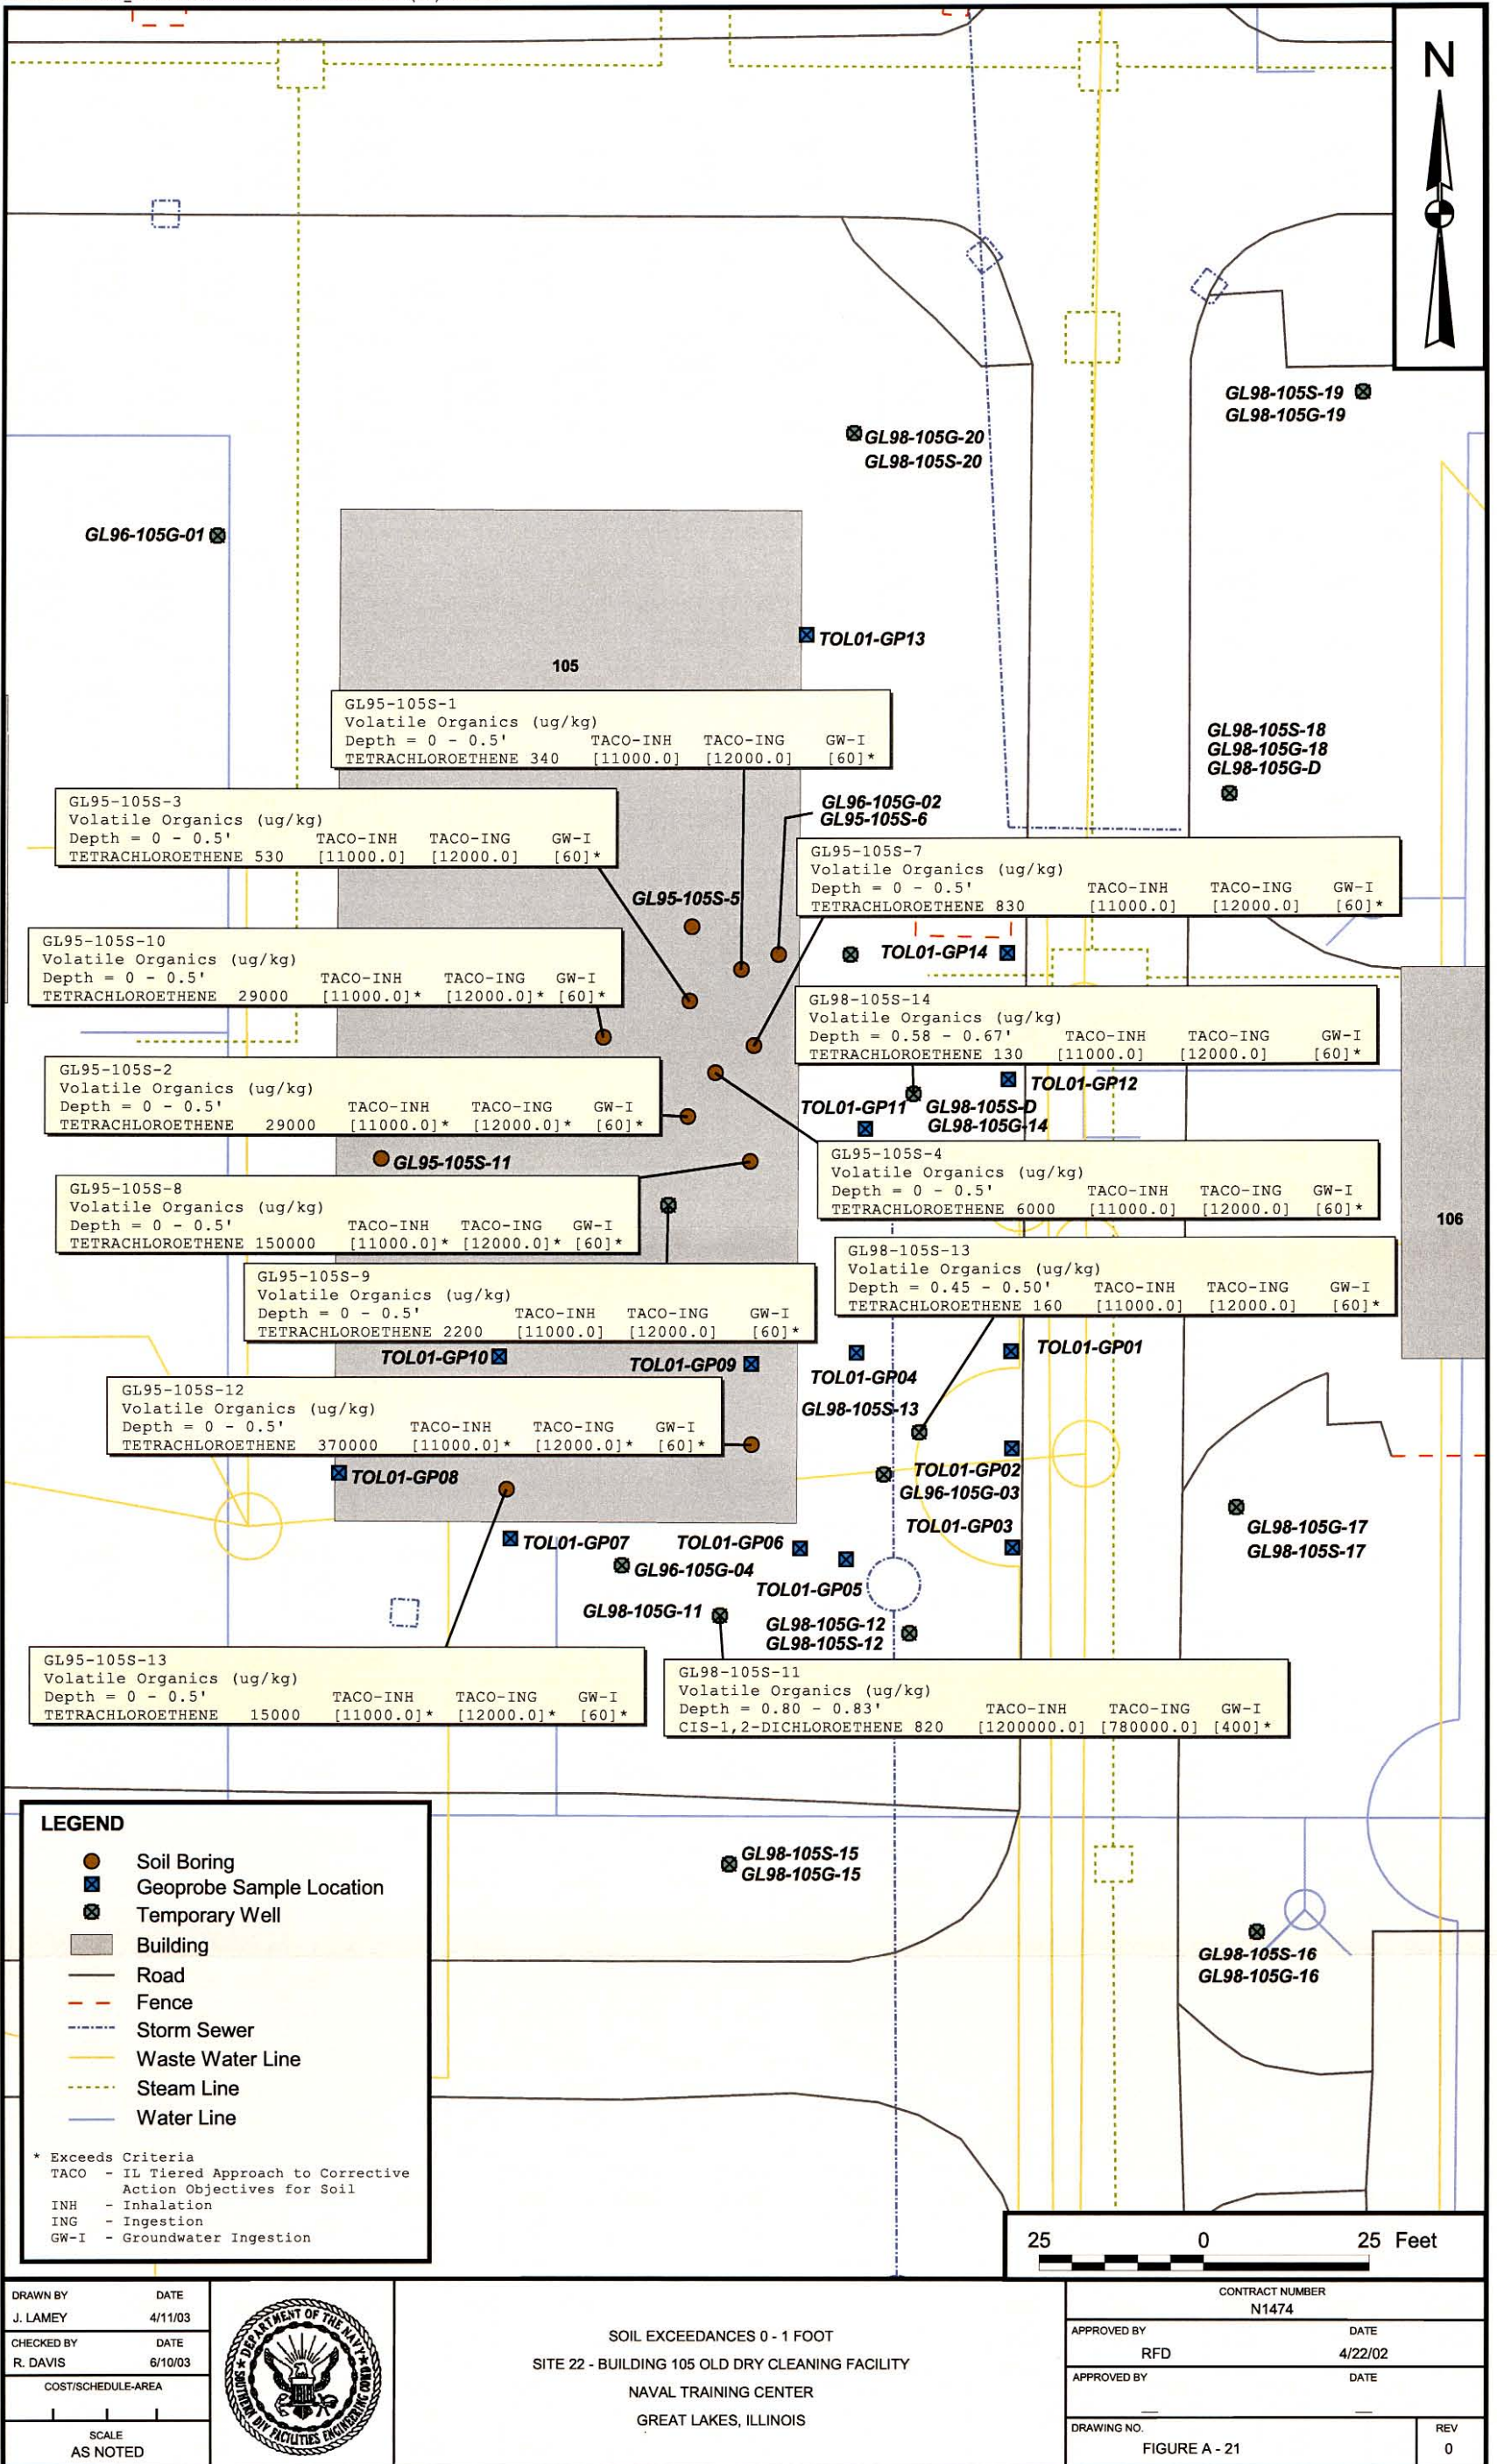 N
GL98-105S-19
GL98-105G-19
GL98-105G-20
GL98-105S-20
GL96-105G-01
TOL01-GP13
105
GL95-105S-1
Volatile Organics (ug/kg)
Depth = 0 - 0.5' TACO-INH TACO-ING GW-I
TETRACHLOROETHENE 340 [11000.0] [12000.0] [60]*
GL98-105S-18
GL98-105G-18
GL98-105G-D
GL95-105S-3
Volatile Organics (ug/kg)
Depth = 0 - 0.5' TACO-INH TACO-ING GW-I
TETRACHLOROETHENE 530 [11000.0] [12000.0] [60]*
GL96-105G-02
GL95-105S-6
GL95-105S-7
Volatile Organics (ug/kg)
Depth = 0 - 0.5' TACO-INH TACO-ING GW-I
TETRACHLOROETHENE 830 [11000.0] [12000.0] [60]*
GL95-105S-5
GL95-105S-10
Volatile Organics (ug/kg)
Depth = 0 - 0.5' TACO-INH TACO-ING GW-I
TETRACHLOROETHENE 29000 [11000.0]* [12000.0]* [60]*
TOL01-GP14
GL98-105S-14
Volatile Organics (ug/kg)
Depth = 0.58 - 0.67' TACO-INH TACO-ING GW-I
TETRACHLOROETHENE 130 [11000.0] [12000.0] [60]*
GL95-105S-2
Volatile Organics (ug/kg)
Depth = 0 - 0.5' TACO-INH TACO-ING GW-I
TETRACHLOROETHENE 29000 [11000.0]* [12000.0]* [60]*
TOL01-GP12
TOL01-GP11
GL98-105S-D
GL98-105G-14
GL95-105S-11
GL95-105S-4
Volatile Organics (ug/kg)
Depth = 0 - 0.5' TACO-INH TACO-ING GW-I
TETRACHLOROETHENE 6000 [11000.0] [12000.0] [60]*
GL95-105S-8
Volatile Organics (ug/kg)
Depth = 0 - 0.5' TACO-INH TACO-ING GW-I
TETRACHLOROETHENE 150000 [11000.0]* [12000.0]* [60]*
106
GL98-105S-13
Volatile Organics (ug/kg)
Depth = 0.45 - 0.50' TACO-INH TACO-ING GW-I
TETRACHLOROETHENE 160 [11000.0] [12000.0] [60]*
GL95-105S-9
Volatile Organics (ug/kg)
Depth = 0 - 0.5' TACO-INH TACO-ING GW-I
TETRACHLOROETHENE 2200 [11000.0] [12000.0] [60]*
TOL01-GP10
TOL01-GP09
TOL01-GP04
TOL01-GP01
GL95-105S-12
Volatile Organics (ug/kg)
Depth = 0 - 0.5' TACO-INH TACO-ING GW-I
TETRACHLOROETHENE 370000 [11000.0]* [12000.0]* [60]*
GL98-105S-13
TOL01-GP08
TOL01-GP02
GL96-105G-03
TOL01-GP03
GL98-105G-17
GL98-105S-17
TOL01-GP07
TOL01-GP06
GL96-105G-04
TOL01-GP05
GL98-105G-11
GL98-105G-12
GL98-105S-12
GL95-105S-13
Volatile Organics (ug/kg)
Depth = 0 - 0.5' TACO-INH TACO-ING GW-I
TETRACHLOROETHENE 15000 [11000.0]* [12000.0]* [60]*
GL98-105S-11
Volatile Organics (ug/kg)
Depth = 0.80 - 0.83' TACO-INH TACO-ING GW-I
CIS-1,2-DICHLOROETHENE 820 [1200000.0] [780000.0] [400]*
GL98-105S-15
GL98-105G-15
GL98-105S-16
GL98-105G-16
LEGEND
Soil Boring
Geoprobe Sample Location
Temporary Well
Building
Road
Fence
Storm Sewer
Waste Water Line
Steam Line
Water Line
* Exceeds Criteria
TACO - IL Tiered Approach to Corrective
Action Objectives for Soil
INH - Inhalation
ING - Ingestion
GW-I - Groundwater Ingestion
25 0 25 Feet
DRAWN BY DATE
J. LAMEY 4/11/03
CHECKED BY DATE
R. DAVIS 6/10/03
COST/SCHEDULE-AREA
SCALE
AS NOTED
DEPARTMENT OF THE NAVY
SOUTHERN DIV FACILITIES ENGINEERING COMD
SOIL EXCEEDANCES 0 - 1 FOOT
SITE 22 - BUILDING 105 OLD DRY CLEANING FACILITY
NAVAL TRAINING CENTER
GREAT LAKES, ILLINOIS
CONTRACT NUMBER
N1474
APPROVED BY DATE
RFD 4/22/02
APPROVED BY DATE
— —
DRAWING NO. REV
FIGURE A - 21 0